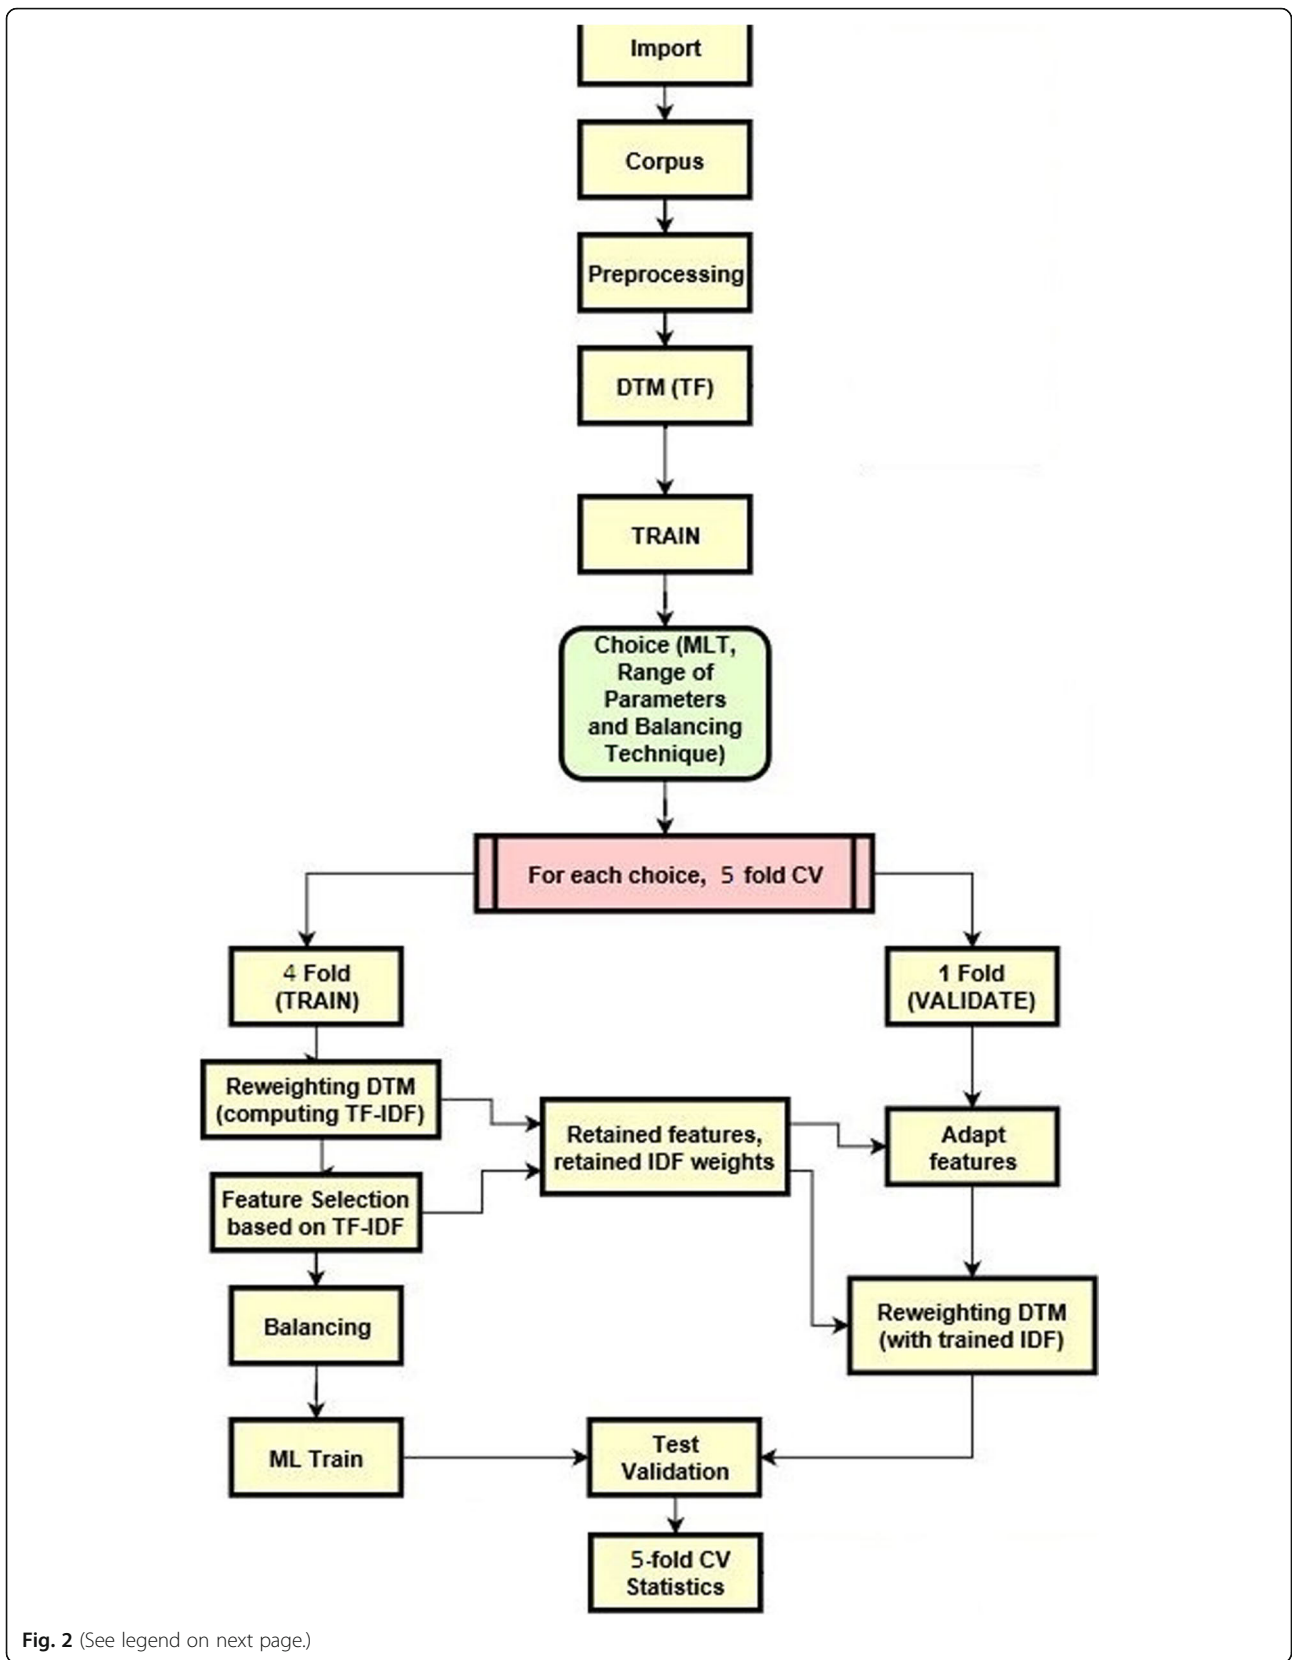 Import
Corpus
Preprocessing
DTM (TF)
TRAIN
Choice (MLT,
Range of
Parameters
and Balancing
Technique)
For each choice, 5 fold CV
4 Fold
(TRAIN)
1 Fold
(VALIDATE)
Reweighting DTM
(computing TF-IDF)
Retained features,
retained IDF weights
Adapt
features
Feature Selection
based on TF-IDF
Balancing
Reweighting DTM
(with trained IDF)
ML Train
Test
Validation
5-fold CV
Statistics
Fig. 2 (See legend on next page.)